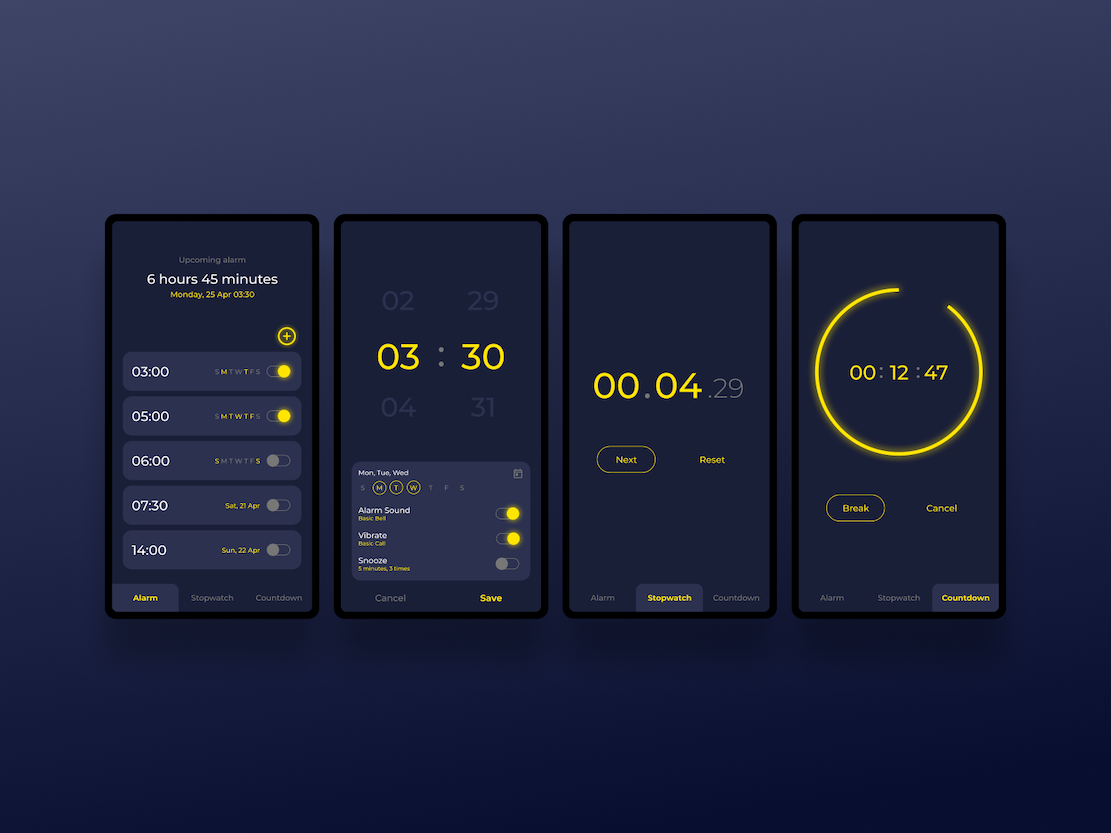 Upcoming alarm
6 hours 45 minutes
Monday, 25 Apr 03:30
03:00 S M T W T F S
05:00 S M T W T F S
06:00 S M T W T F S
07:30 Sat, 21 Apr
14:00 Sun, 22 Apr
Alarm Stopwatch Countdown
02 29
03 : 30
04 31
Mon, Tue, Wed
S M T W T F S
Alarm Sound
Basic Bell
Vibrate
Basic Call
Snooze
5 minutes, 3 times
Cancel Save
00.04.29
Next Reset
Alarm Stopwatch Countdown
00:12:47
Break Cancel
Alarm Stopwatch Countdown